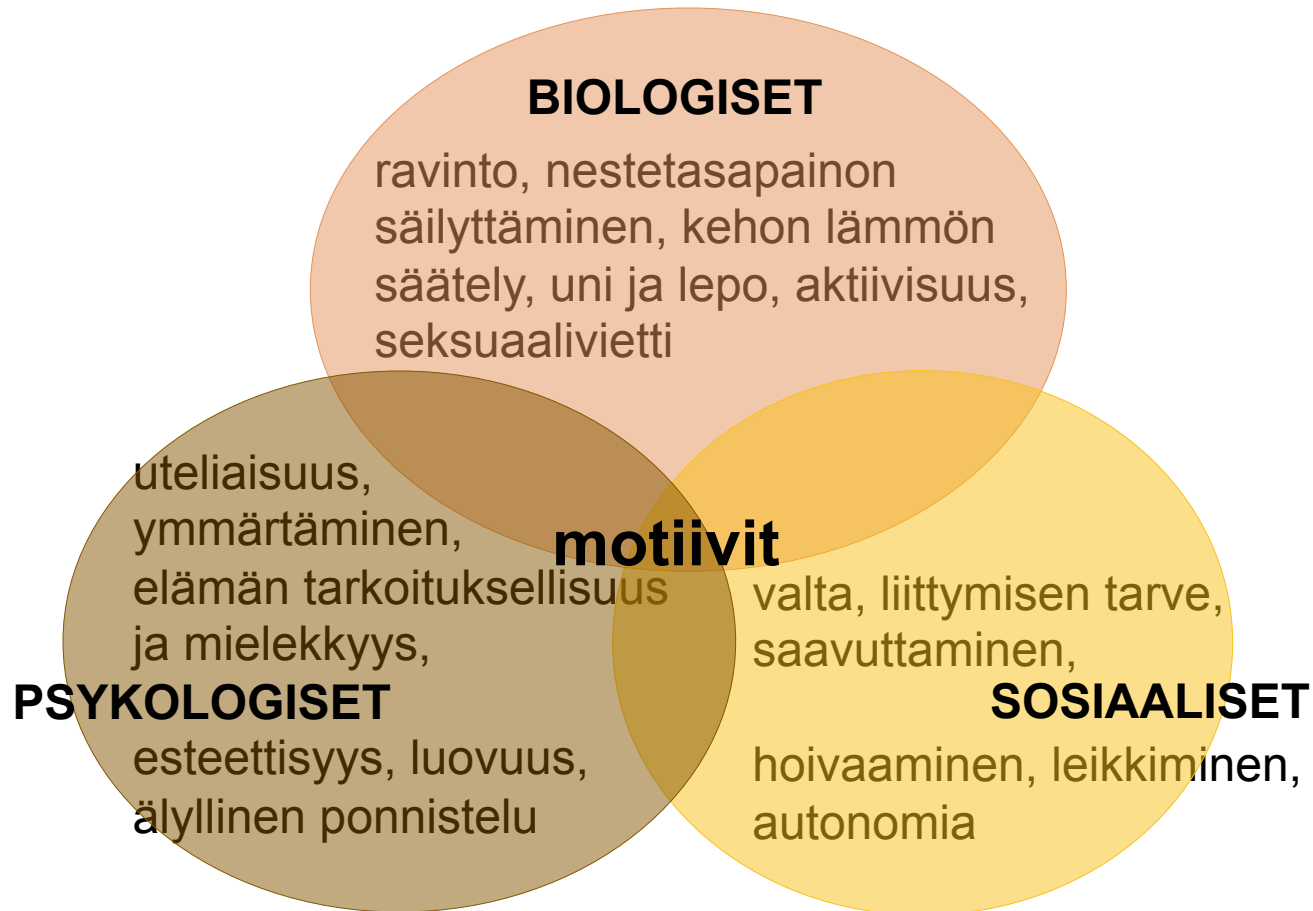 BIOLOGISET
ravinto, nestetasapainon
säilyttäminen, kehon lämmön
säätely, uni ja lepo, aktiivisuus,
seksuaalivietti
motiivit
uteliaisuus,
ymmärtäminen,
elämän tarkoituksellisuus
ja mielekkyys,
PSYKOLOGISET
esteettisyys, luovuus,
älyllinen ponnistelu
valta, liittymisen tarve,
saavuttaminen,
SOSIAALISET
hoivaaminen, leikkiminen,
autonomia